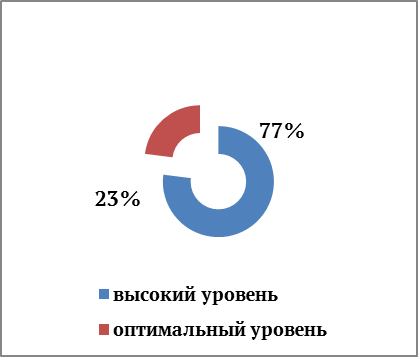 77%
23%
высокий уровень
оптимальный уровень